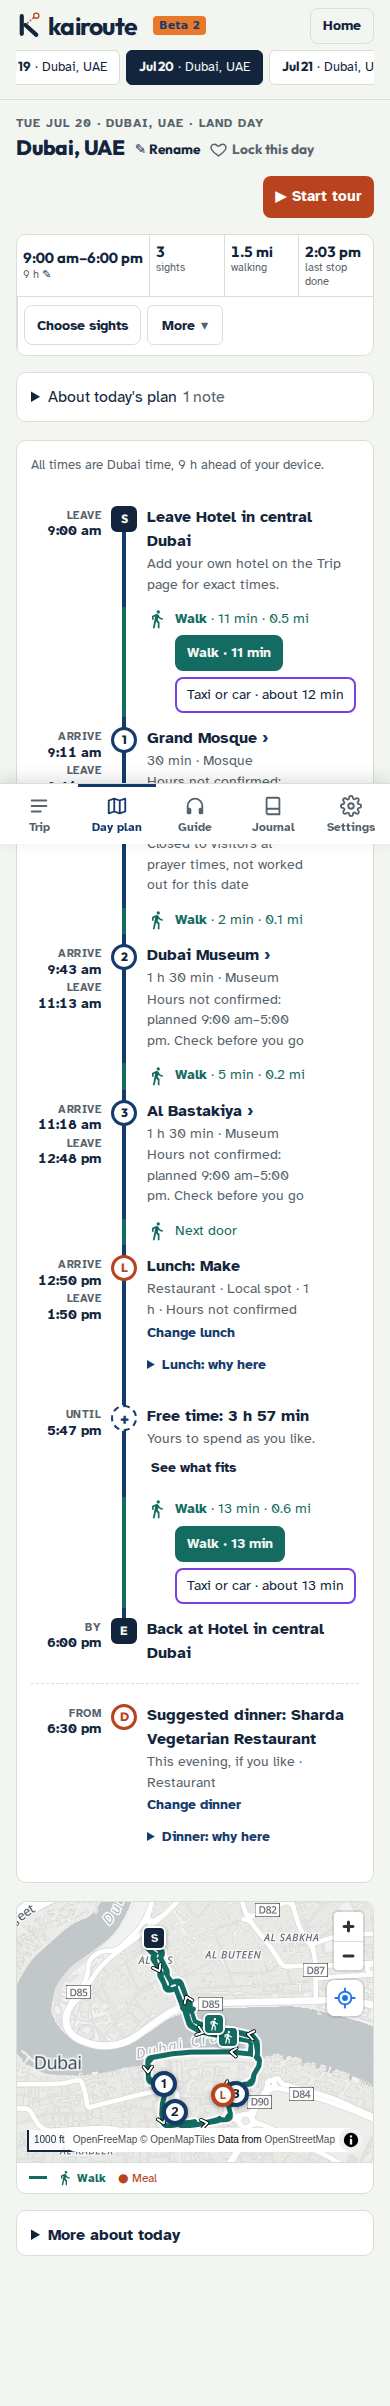 kairoute Beta 2 Home
19 · Dubai, UAE Jul 20 · Dubai, UAE Jul 21 · Dubai, U
TUE JUL 20 · DUBAI, UAE · LAND DAY
Dubai, UAE ✎ Rename ♡ Lock this day
▶ Start tour
9:00 am–6:00 pm 3 1.5 mi 2:03 pm
9 h ✎ sights walking last stop
done
Choose sights More ▾
▶ About today's plan 1 note
All times are Dubai time, 9 h ahead of your device.
LEAVE
9:00 am
S
Leave Hotel in central
Dubai
Add your own hotel on the Trip
page for exact times.
Walk · 11 min · 0.5 mi
Walk · 11 min
Taxi or car · about 12 min
ARRIVE
9:11 am
LEAVE
1
Grand Mosque ›
30 min · Mosque
Hours not confirmed:
Trip Day plan Guide Journal Settings
Closed to visitors at
prayer times, not worked
out for this date
Walk · 2 min · 0.1 mi
ARRIVE
9:43 am
LEAVE
11:13 am
2
Dubai Museum ›
1 h 30 min · Museum
Hours not confirmed:
planned 9:00 am–5:00
pm. Check before you go
Walk · 5 min · 0.2 mi
ARRIVE
11:18 am
LEAVE
12:48 pm
3
Al Bastakiya ›
1 h 30 min · Museum
Hours not confirmed:
planned 9:00 am–5:00
pm. Check before you go
Next door
ARRIVE
12:50 pm
LEAVE
1:50 pm
L
Lunch: Make
Restaurant · Local spot · 1
h · Hours not confirmed
Change lunch
▶ Lunch: why here
UNTIL
5:47 pm
+
Free time: 3 h 57 min
Yours to spend as you like.
See what fits
Walk · 13 min · 0.6 mi
Walk · 13 min
Taxi or car · about 13 min
BY
6:00 pm
E
Back at Hotel in central
Dubai
FROM
6:30 pm
D
Suggested dinner: Sharda
Vegetarian Restaurant
This evening, if you like ·
Restaurant
Change dinner
▶ Dinner: why here
eet
D82
S
AL SABKHA
AL BUTEEN
D87
D85
D85
Dubai
1
L 3
D90
D84
2
1000 ft OpenFreeMap © OpenMapTiles Data from OpenStreetMap
Walk Meal
▶ More about today